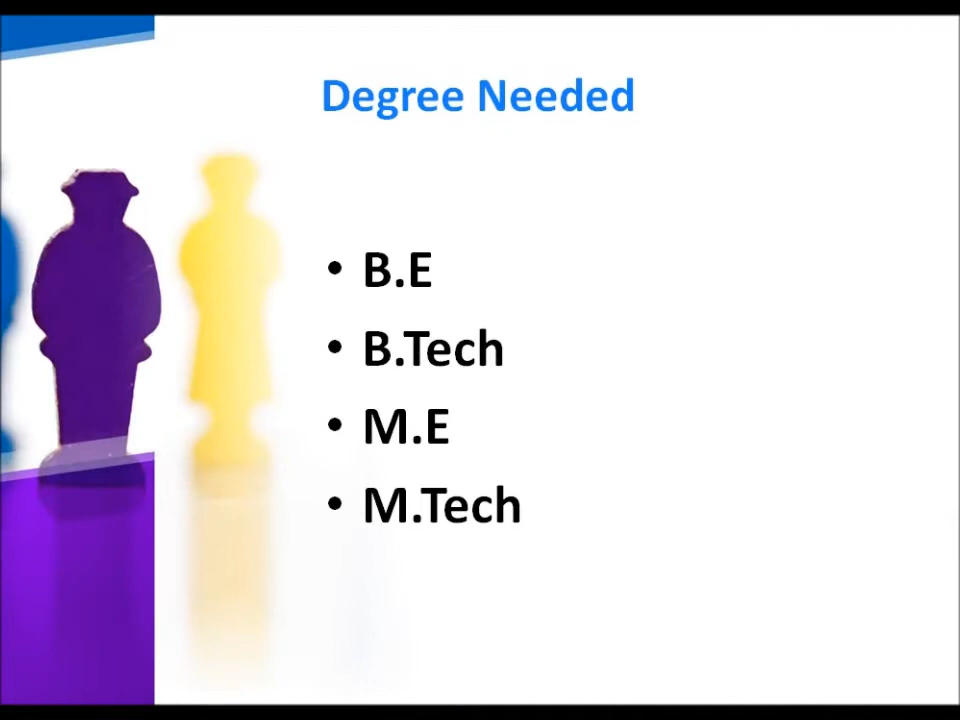 Degree Needed
• B.E
• B.Tech
• M.E
• M.Tech